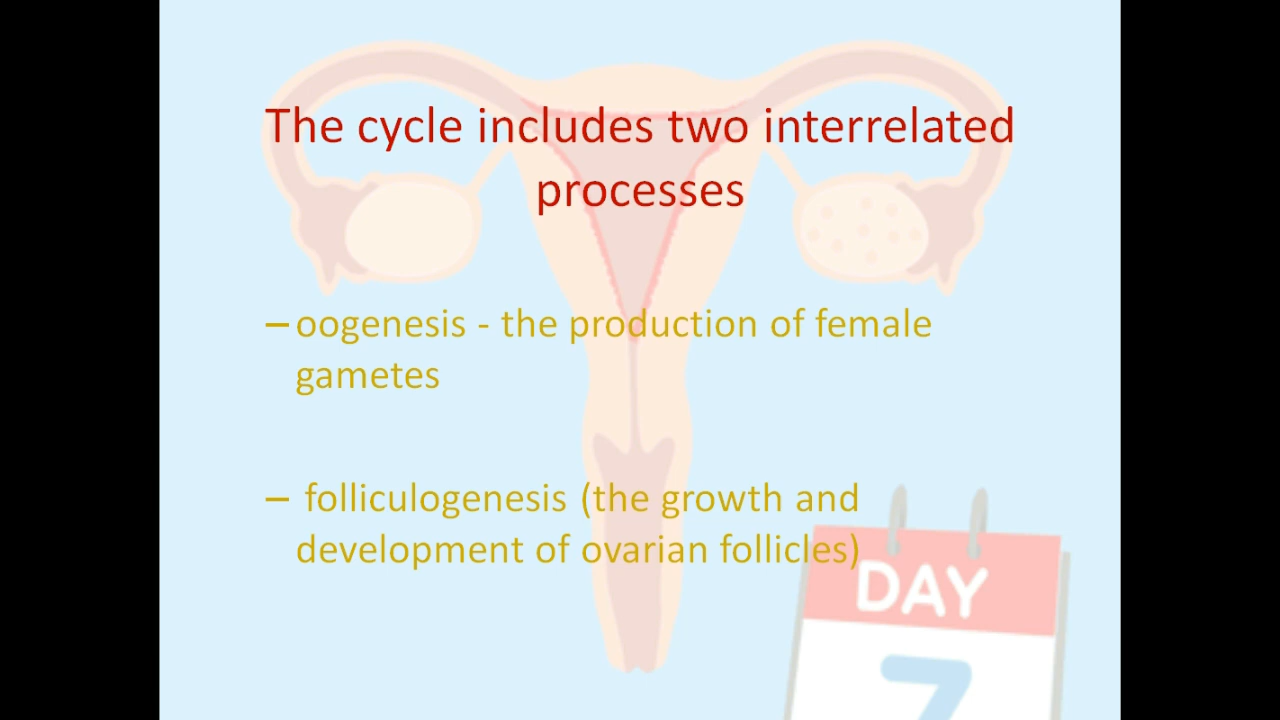 The cycle includes two interrelated
processes
– oogenesis - the production of female
gametes
– folliculogenesis (the growth and
development of ovarian follicles)
DAY
7